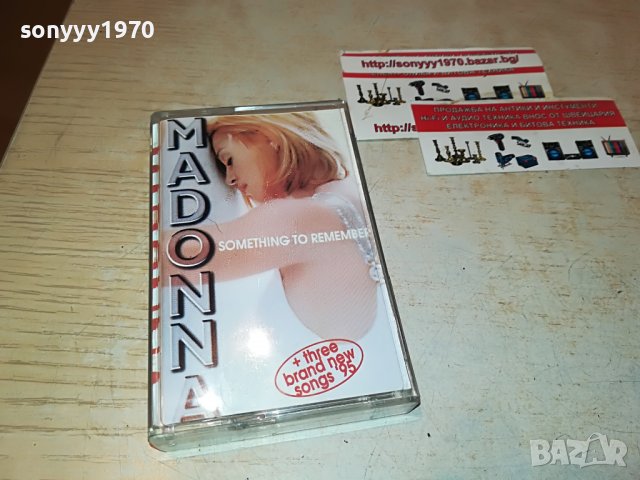 sonyyy1970
http://sonyyy1970.bazar.bg/
ПРОДАЖБА НА АНТИКИ И ИНСТУМЕНТИ
Hi-Fi И АУДИО ТЕХНИКА ВНОС ОТ ШВЕЙЦАРИЯ
ЕЛЕКТРОНИКА И БИТОВА ТЕХНИКА
http://s
MADONNA
SOMETHING TO REMEMBER
+ three
brand new
songs '95
BAZAR